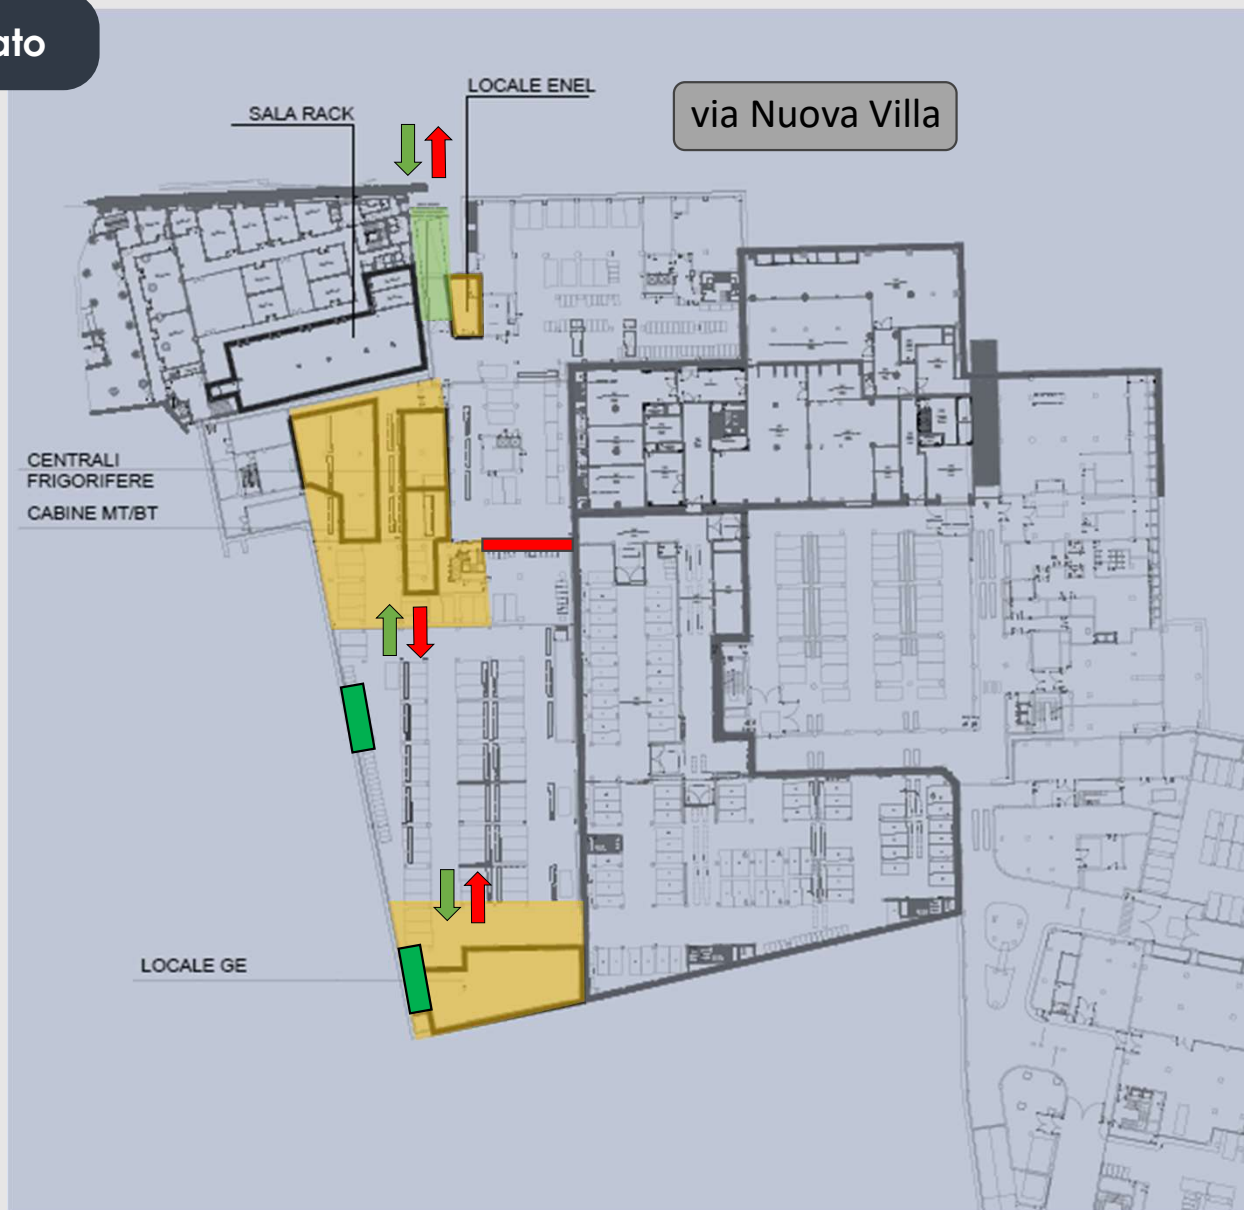 ato
LOCALE ENEL
SALA RACK
via Nuova Villa
CENTRALI
FRIGORIFERE
CABINE MT/BT
LOCALE GE